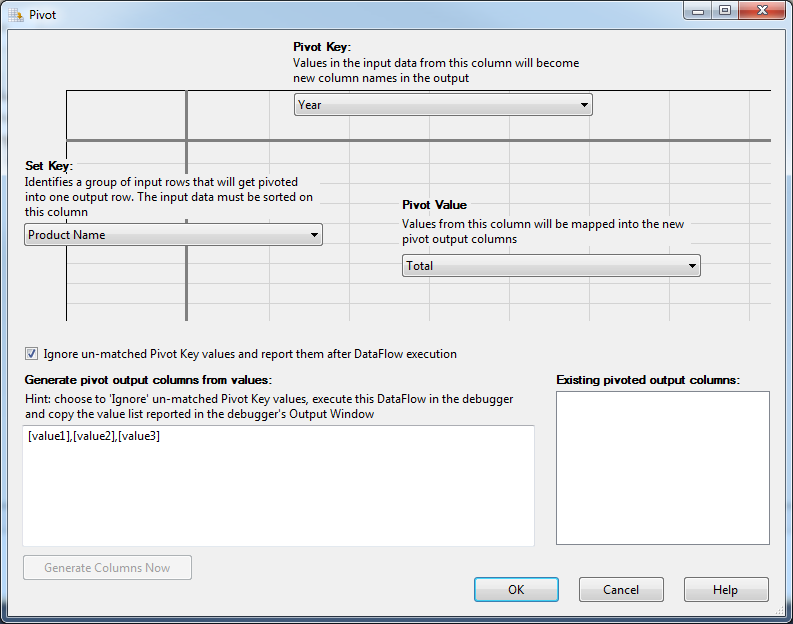 Pivot
Pivot Key:
Values in the input data from this column will become
new column names in the output
Year
Set Key:
Identifies a group of input rows that will get pivoted
into one output row. The input data must be sorted on
this column
Product Name
Pivot Value
Values from this column will be mapped into the new
pivot output columns
Total
Ignore un-matched Pivot Key values and report them after DataFlow execution
Generate pivot output columns from values:
Hint: choose to 'Ignore' un-matched Pivot Key values, execute this DataFlow in the debugger
and copy the value list reported in the debugger's Output Window
[value1],[value2],[value3]
Existing pivoted output columns:
Generate Columns Now
OK
Cancel
Help